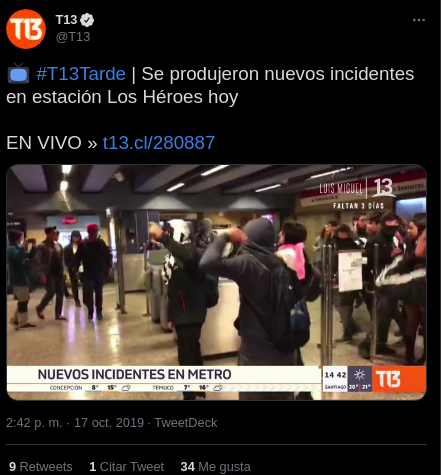 T13
@T13
T13
#T13Tarde | Se produjeron nuevos incidentes
en estación Los Héroes hoy
EN VIVO » t13.cl/280887
LUIS MIGUEL 13
FALTAN 3 DÍAS
NUEVOS INCIDENTES EN METRO
CONCEPCIÓN 8° 15° TEMUCO 7° 16°
14 42
SANTIAGO 20° 21°
T13
2:42 p. m. · 17 oct. 2019 · TweetDeck
9 Retweets 1 Citar Tweet 34 Me gusta